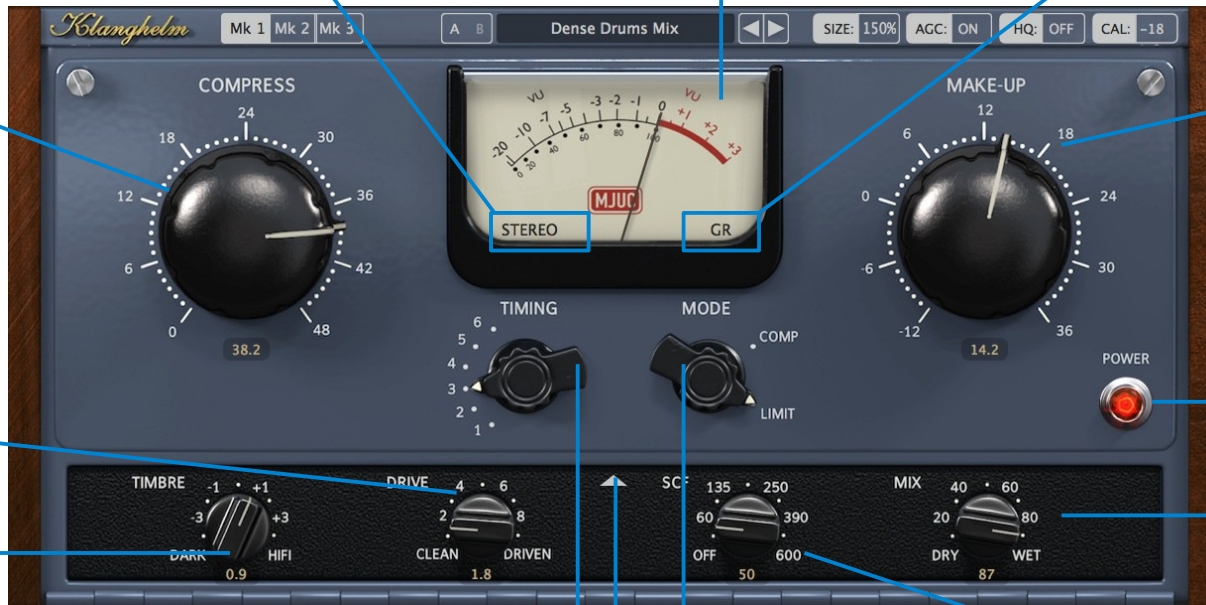 Klanghelm Mk 1 Mk 2 Mk 3 A B Dense Drums Mix SIZE: 150% AGC: ON HQ: OFF CAL: -18
COMPRESS
0 6 12 18 24 30 36 42 48
38.2
VU VU
-20 -10 -7 -5 -3 -2 -1 0 +1 +2 +3
0 20 40 60 80 100
MJUC
STEREO GR
MAKE-UP
-12 -6 0 6 12 18 24 30 36
14.2
TIMING
1 2 3 4 5 6
MODE
COMP
LIMIT
POWER
TIMBRE
-3 -1 +1 +3
DARK HIFI
0.9
DRIVE
2 4 6 8
CLEAN DRIVEN
1.8
SCF
60 135 250 390
OFF 600
50
MIX
20 40 60 80
DRY WET
87